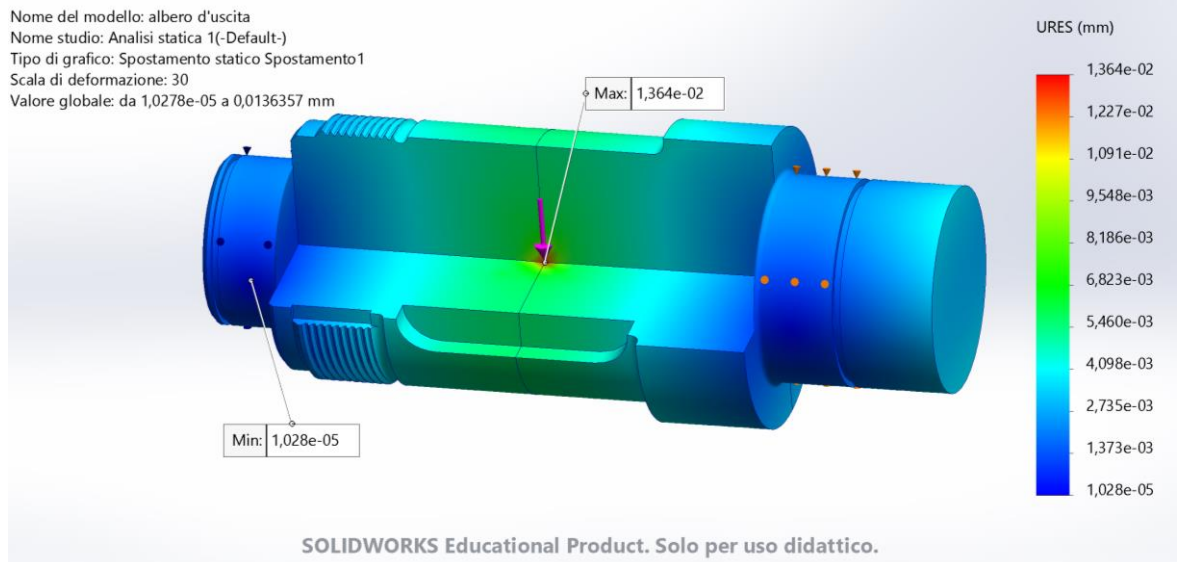 Nome del modello: albero d'uscita
Nome studio: Analisi statica 1(-Default-)
Tipo di grafico: Spostamento statico Spostamento1
Scala di deformazione: 30
Valore globale: da 1,0278e-05 a 0,0136357 mm
Max: 1,364e-02
Min: 1,028e-05
URES (mm)
1,364e-02
1,227e-02
1,091e-02
9,548e-03
8,186e-03
6,823e-03
5,460e-03
4,098e-03
2,735e-03
1,373e-03
1,028e-05
SOLIDWORKS Educational Product. Solo per uso didattico.